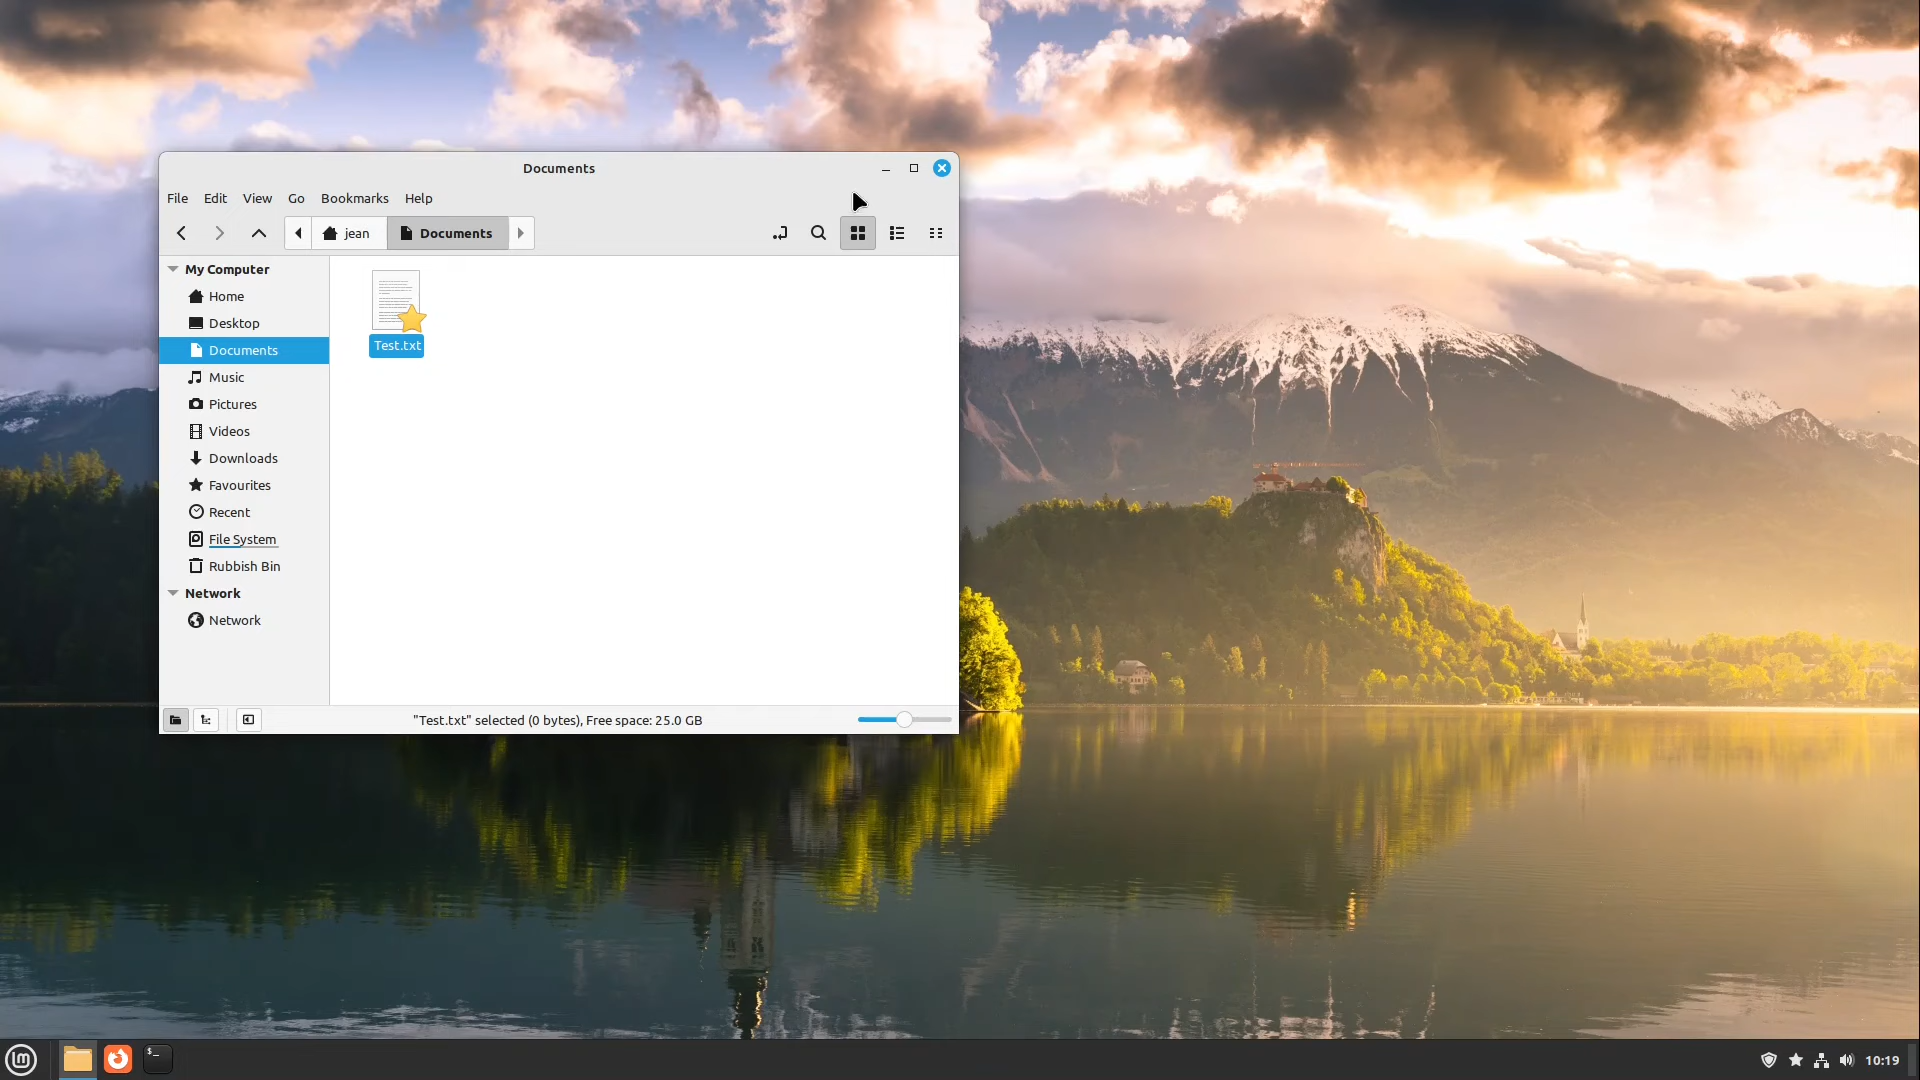 Documents
File Edit View Go Bookmarks Help
jean Documents
My Computer
Home
Desktop
Documents
Music
Pictures
Videos
Downloads
Favourites
Recent
File System
Rubbish Bin
Network
Network
Test.txt
"Test.txt" selected (0 bytes), Free space: 25.0 GB
$_
10:19